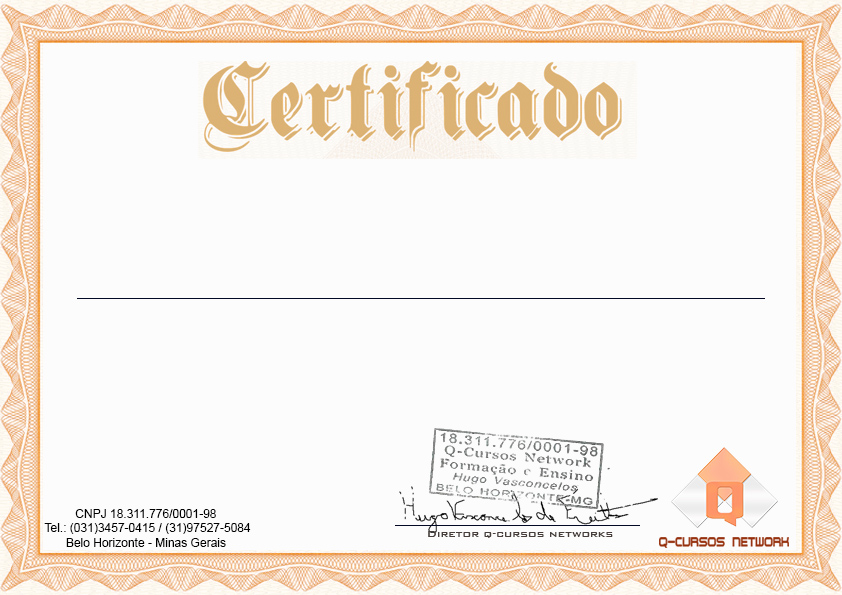 Certificado
18.311.776/0001-98
Q-Cursos Network
Formação e Ensino
Hugo Vasconcelos
BELO HORIZONTE-MG
Hugo Vasconcelos de Freitas
DIRETOR Q-CURSOS NETWORKS
CNPJ 18.311.776/0001-98
Tel.: (031)3457-0415 / (31)97527-5084
Belo Horizonte - Minas Gerais
Q-CURSOS NETWORK